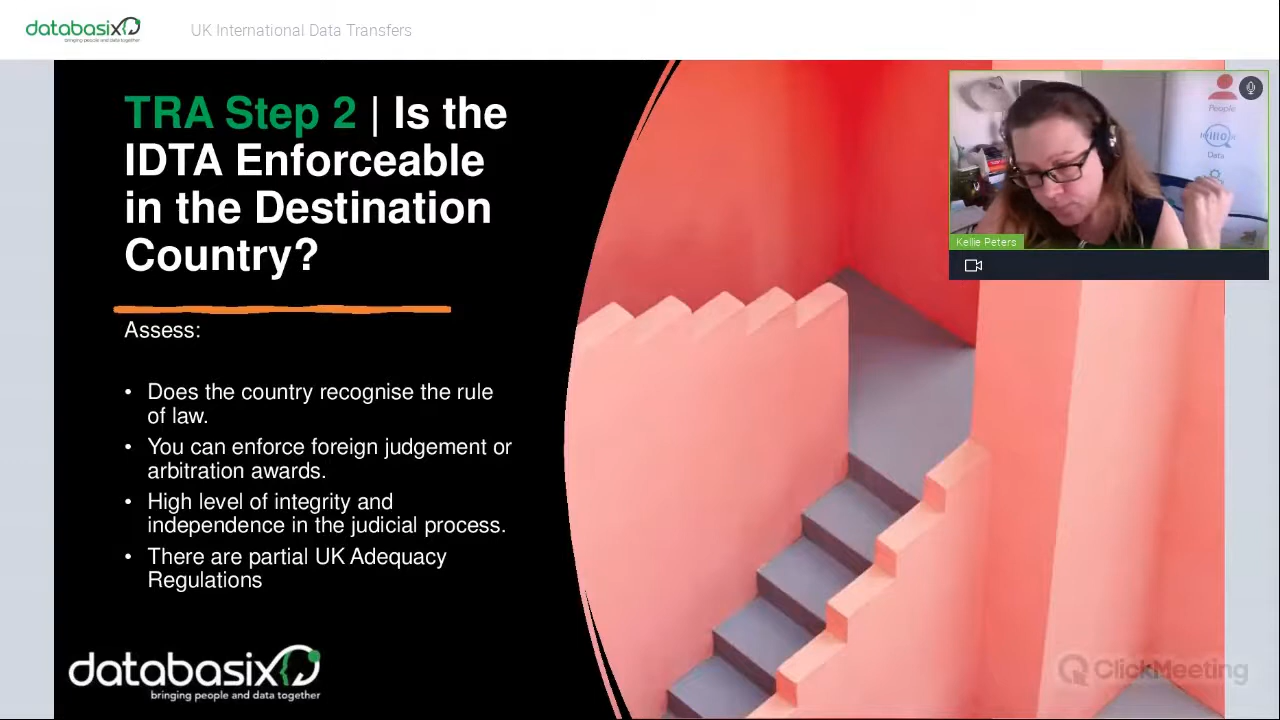 databasix
bringing people and data together
UK International Data Transfers
TRA Step 2 | Is the
IDTA Enforceable
in the Destination
Country?
Assess:
• Does the country recognise the rule
of law.
• You can enforce foreign judgement or
arbitration awards.
• High level of integrity and
independence in the judicial process.
• There are partial UK Adequacy
Regulations
databasix
bringing people and data together
People
Data
Kellie Peters
ClickMeeting